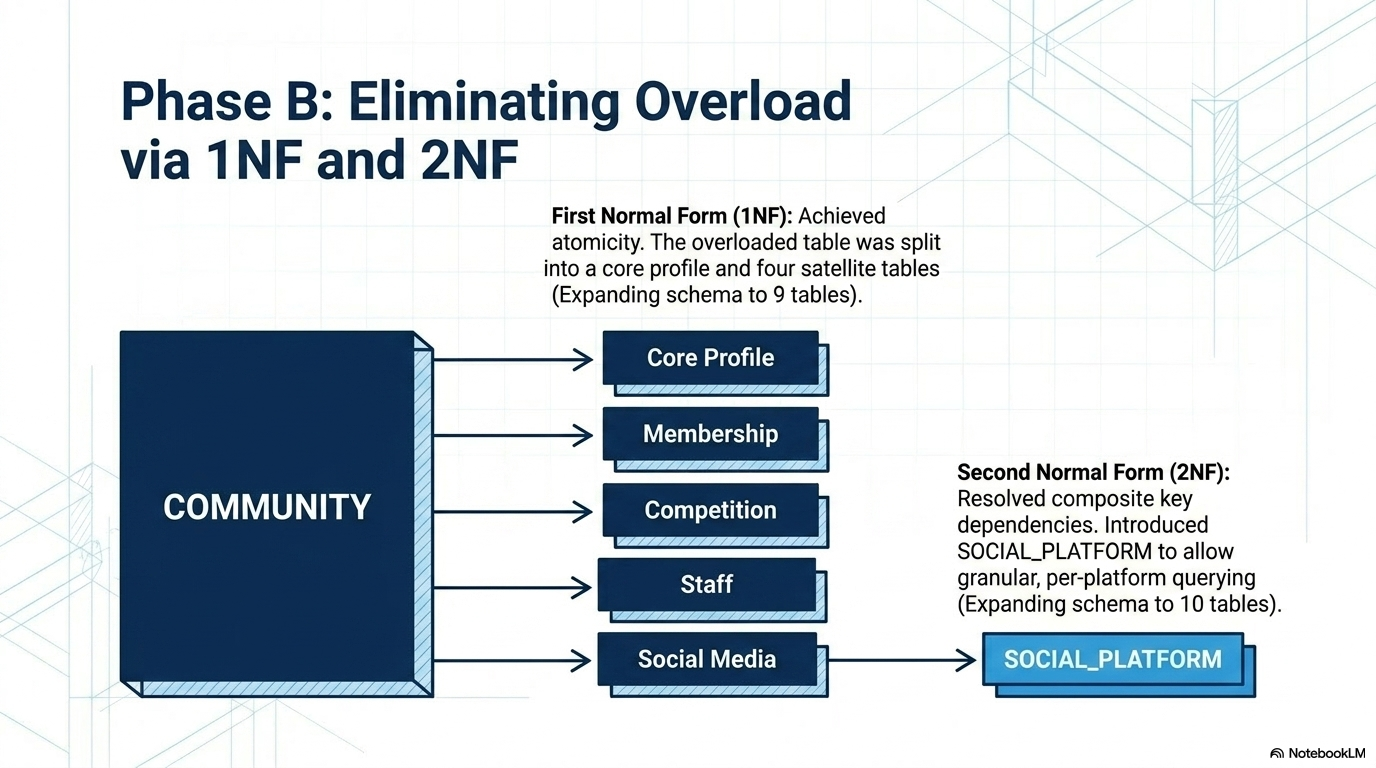 Phase B: Eliminating Overload
via 1NF and 2NF
First Normal Form (1NF): Achieved
atomicity. The overloaded table was split
into a core profile and four satellite tables
(Expanding schema to 9 tables).
COMMUNITY
Core Profile
Membership
Competition
Staff
Social Media
Second Normal Form (2NF):
Resolved composite key
dependencies. Introduced
SOCIAL_PLATFORM to allow
granular, per-platform querying
(Expanding schema to 10 tables).
SOCIAL_PLATFORM
NotebookLM